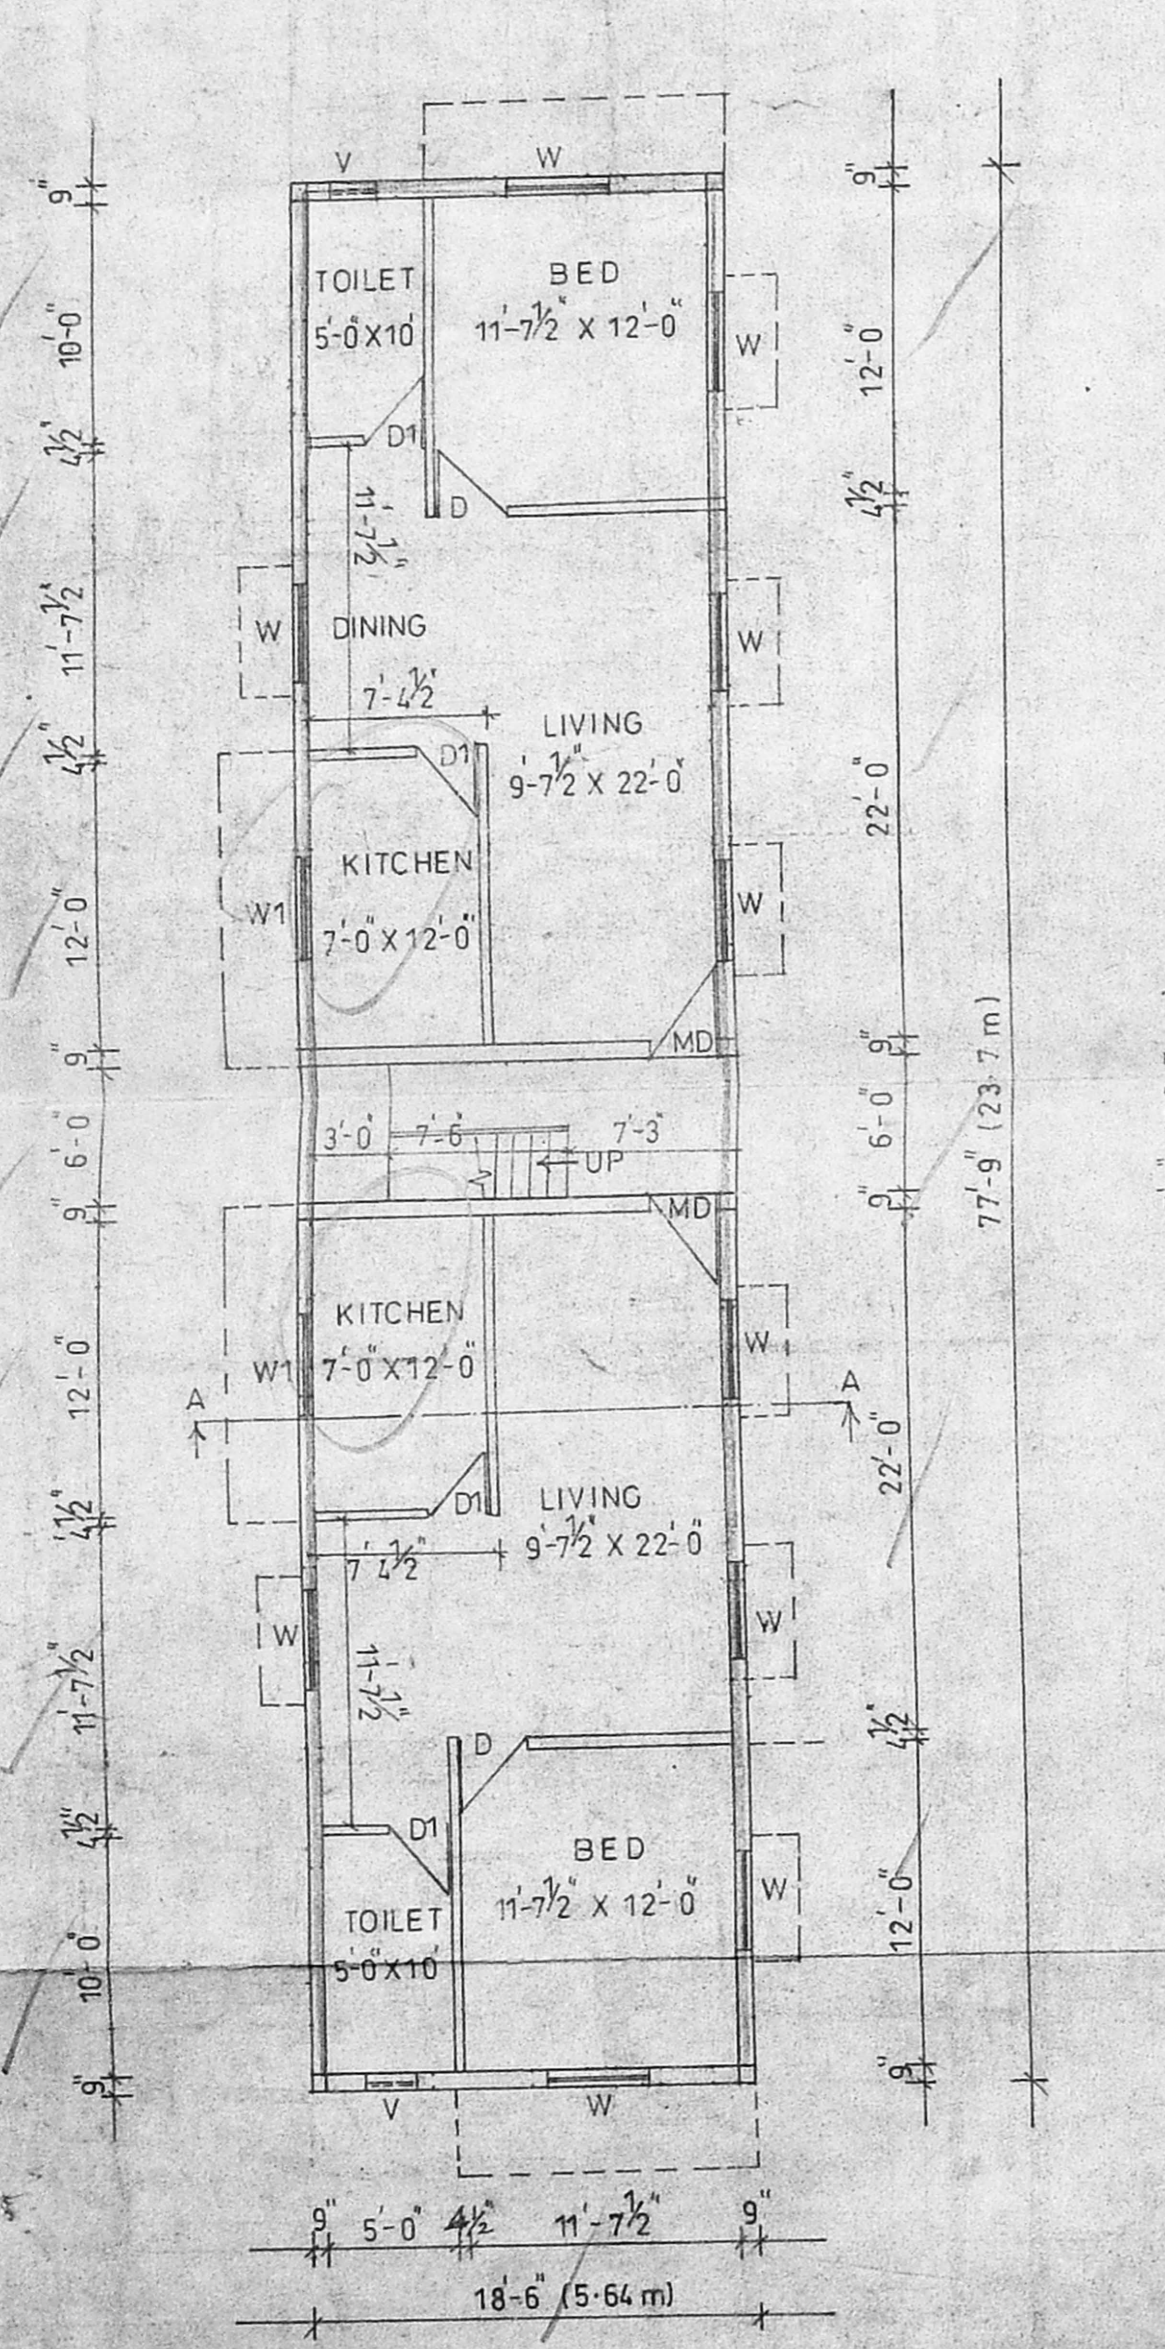 V
W
9"
9"
TOILET
5'-0"X10'
BED
11'-7½" X 12'-0"
W
10'-0"
12'-0"
4½"
D1
D
4½"
11'-7½"
11'-7½"
W
DINING
W
7'-4½"
LIVING
9'-7½" X 22'-0"
4½"
D1
22'-0"
KITCHEN
7'-0" X 12'-0"
W1
W
12'-0"
MD
9"
9"
77'-9" (23·7 m)
6'-0"
3'-0"
7'-6"
7'-3"
UP
6'-0"
9"
MD
9"
KITCHEN
7'-0" X 12'-0"
W1
W
12'-0"
A
A
22'-0"
4½"
D1
LIVING
9'-7½" X 22'-0"
7' 4½"
W
W
11'-7½"
11'-7½"
D
4½"
4½"
D1
BED
11'-7½" X 12'-0"
W
12'-0"
TOILET
5'-0"X10'
10'-0"
9"
9"
V
W
9"
5'-0"
4½"
11'-7½"
9"
18'-6" (5·64 m)